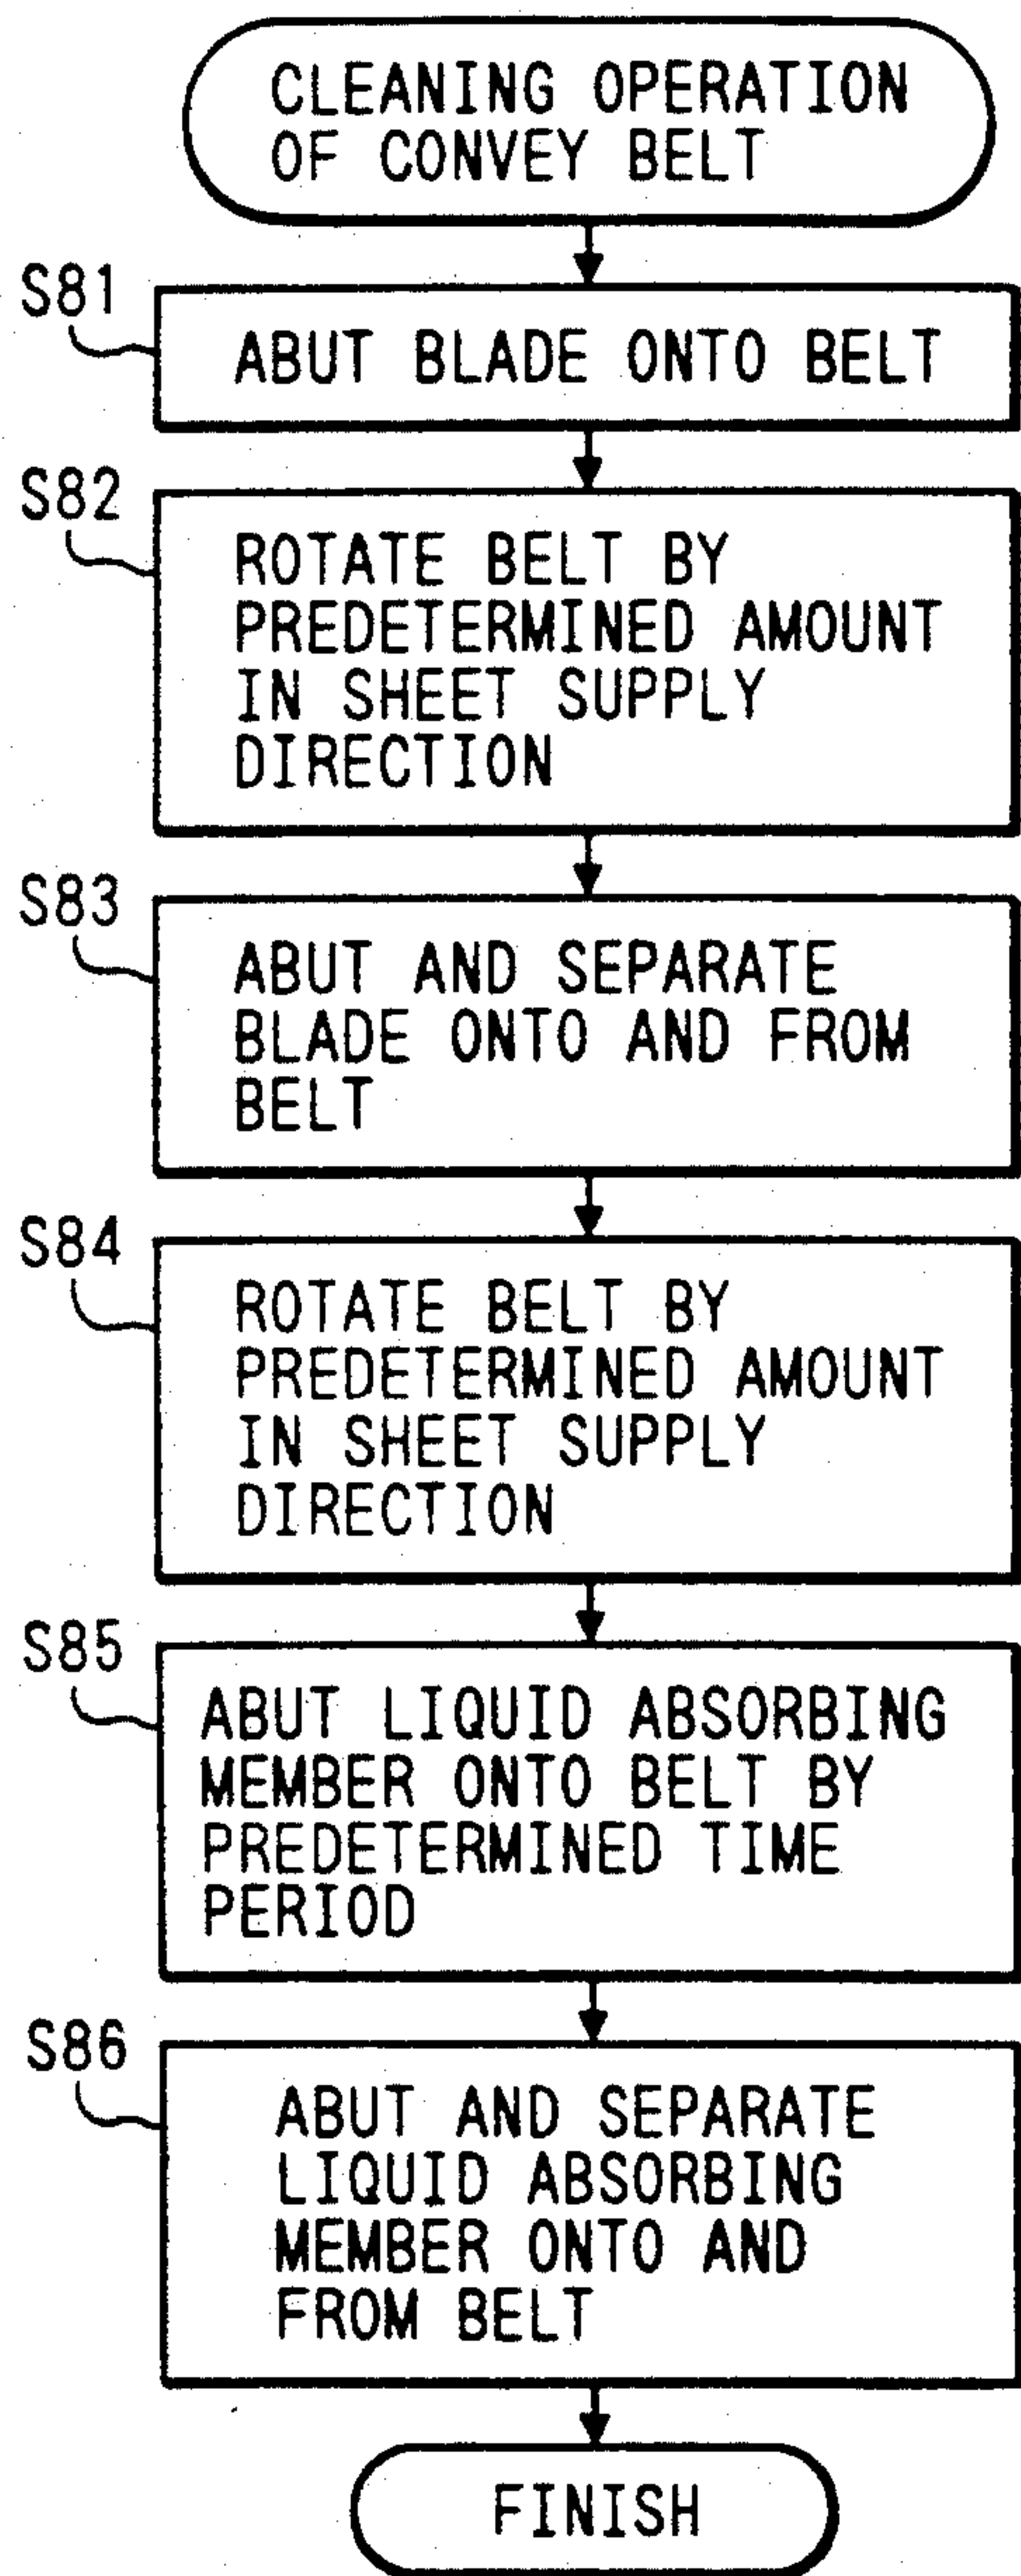 CLEANING OPERATION
OF CONVEY BELT
S81
ABUT BLADE ONTO BELT
S82
ROTATE BELT BY
PREDETERMINED AMOUNT
IN SHEET SUPPLY
DIRECTION
S83
ABUT AND SEPARATE
BLADE ONTO AND FROM
BELT
S84
ROTATE BELT BY
PREDETERMINED AMOUNT
IN SHEET SUPPLY
DIRECTION
S85
ABUT LIQUID ABSORBING
MEMBER ONTO BELT BY
PREDETERMINED TIME
PERIOD
S86
ABUT AND SEPARATE
LIQUID ABSORBING
MEMBER ONTO AND
FROM BELT
FINISH